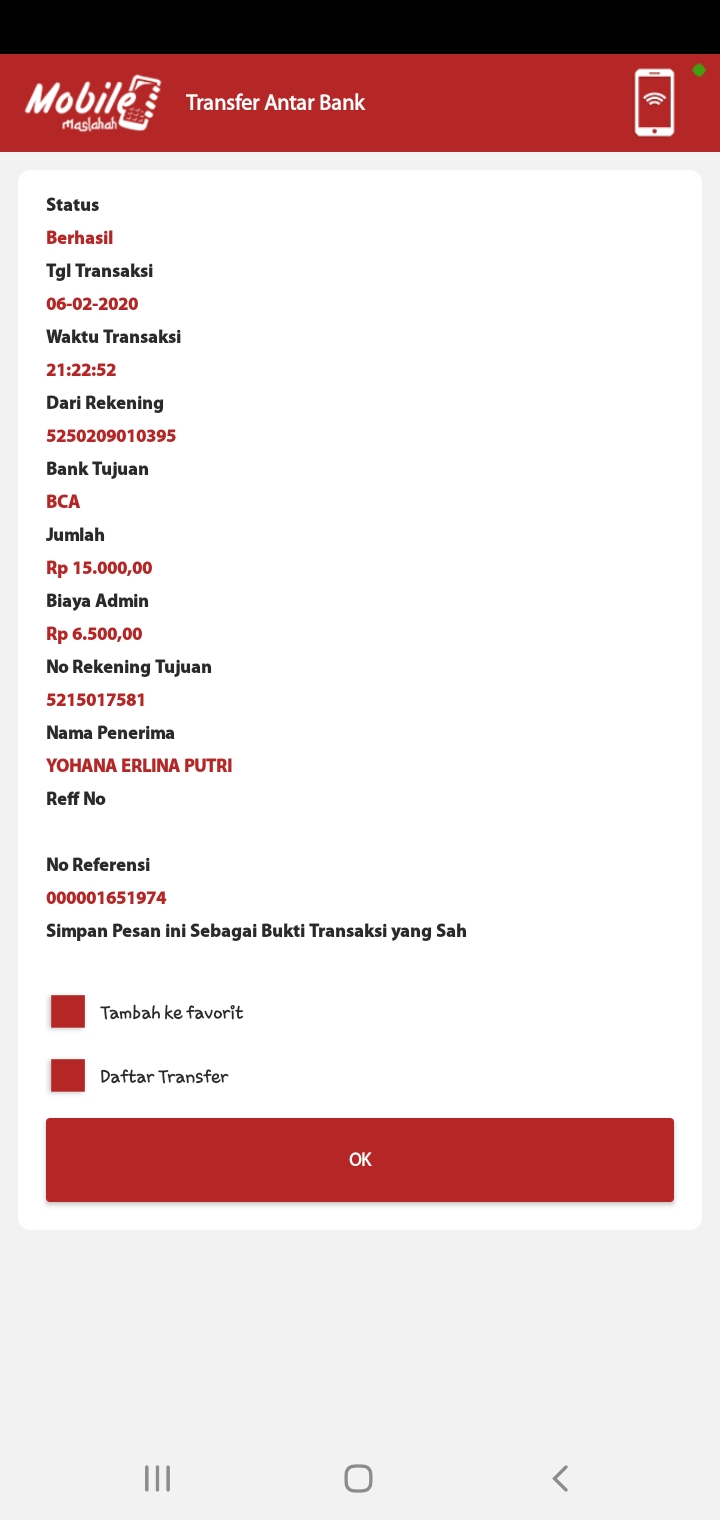 Mobile
maslahah
Transfer Antar Bank
Status
Berhasil
Tgl Transaksi
06-02-2020
Waktu Transaksi
21:22:52
Dari Rekening
5250209010395
Bank Tujuan
BCA
Jumlah
Rp 15.000,00
Biaya Admin
Rp 6.500,00
No Rekening Tujuan
5215017581
Nama Penerima
YOHANA ERLINA PUTRI
Reff No
No Referensi
000001651974
Simpan Pesan ini Sebagai Bukti Transaksi yang Sah
Tambah ke favorit
Daftar Transfer
OK